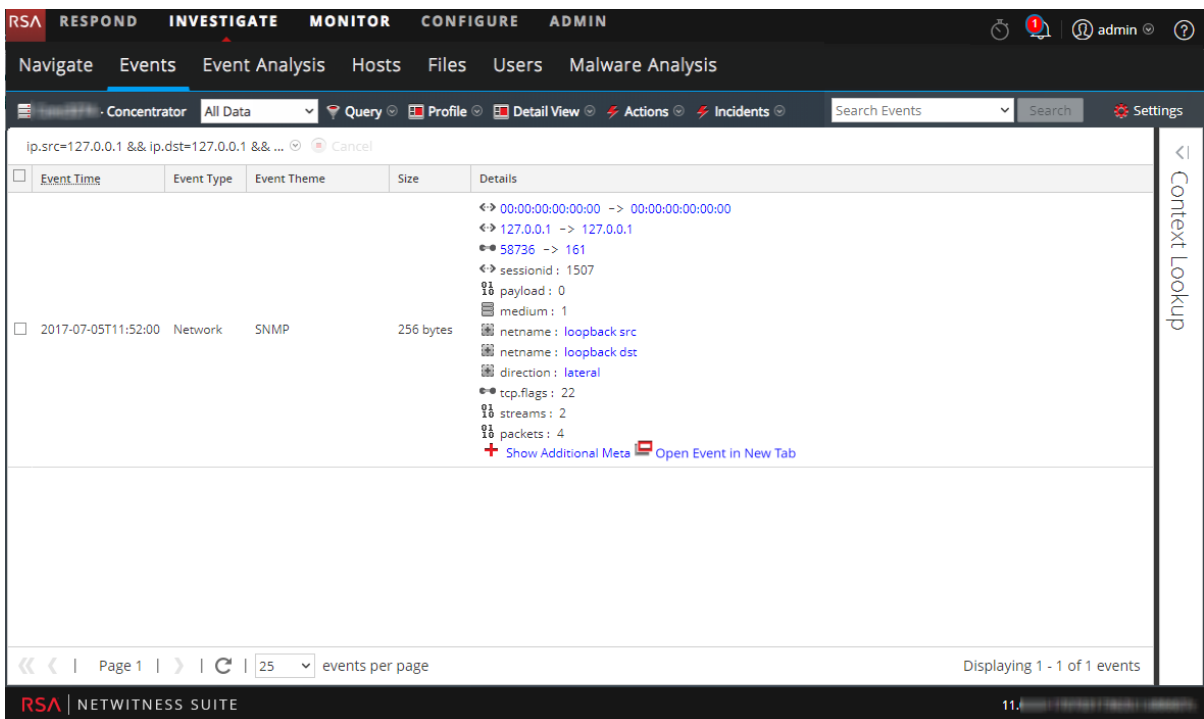 RSA RESPOND INVESTIGATE MONITOR CONFIGURE ADMIN 1 admin ?
Navigate Events Event Analysis Hosts Files Users Malware Analysis
- Concentrator All Data Query Profile Detail View Actions Incidents Search Events Search Settings
ip.src=127.0.0.1 && ip.dst=127.0.0.1 && ... Cancel
Event Time Event Type Event Theme Size Details
00:00:00:00:00:00 -> 00:00:00:00:00:00
127.0.0.1 -> 127.0.0.1
58736 -> 161
sessionid : 1507
payload : 0
medium : 1
2017-07-05T11:52:00 Network SNMP 256 bytes netname : loopback src
netname : loopback dst
direction : lateral
tcp.flags : 22
streams : 2
packets : 4
Show Additional Meta Open Event in New Tab
Context Lookup
Page 1 | 25 events per page Displaying 1 - 1 of 1 events
RSA | NETWITNESS SUITE 11.